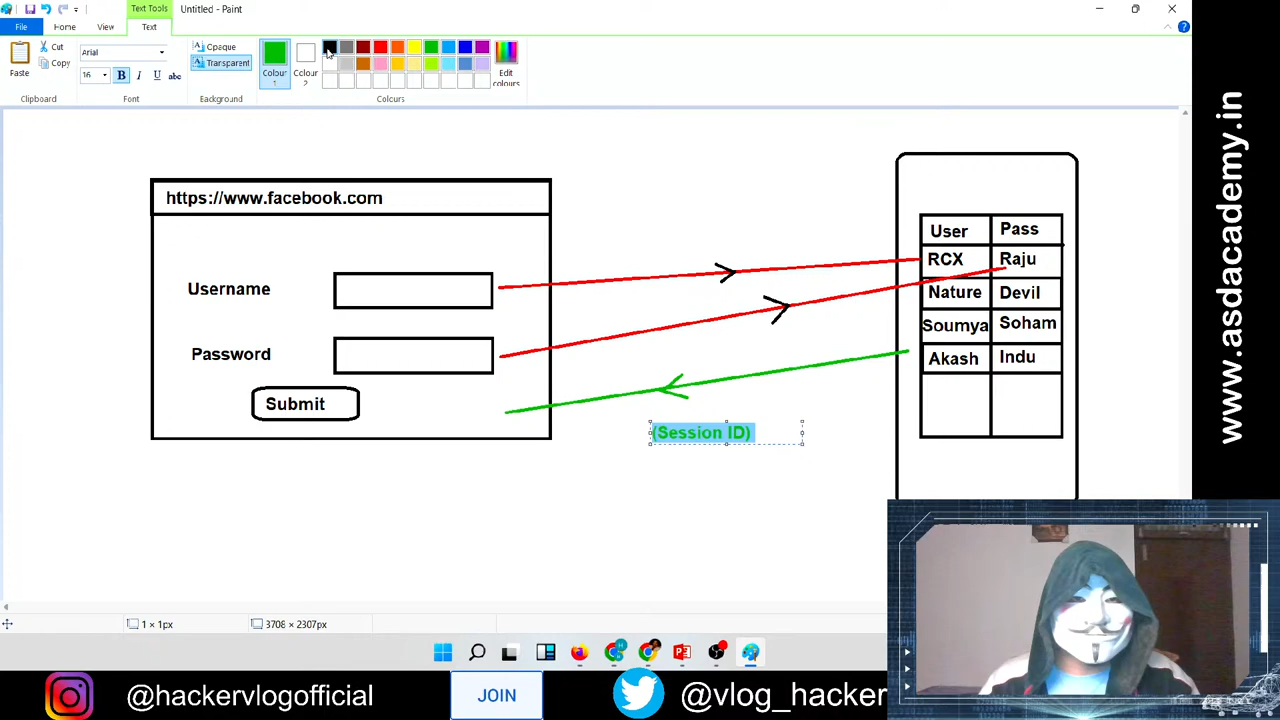 Text Tools
Untitled - Paint
File
Home
View
Text
Paste
Cut
Copy
Clipboard
Arial
16
B
I
U
abc
Font
Opaque
Transparent
Background
Colour
1
Colour
2
Edit
colours
Colours
https://www.facebook.com
Username
Password
Submit
(Session ID)
User
Pass
RCX
Raju
Nature
Devil
Soumya
Soham
Akash
Indu
www.asdacademy.in
1 × 1px
3708 × 2307px
@hackervlogofficial
JOIN
@vlog_hacker